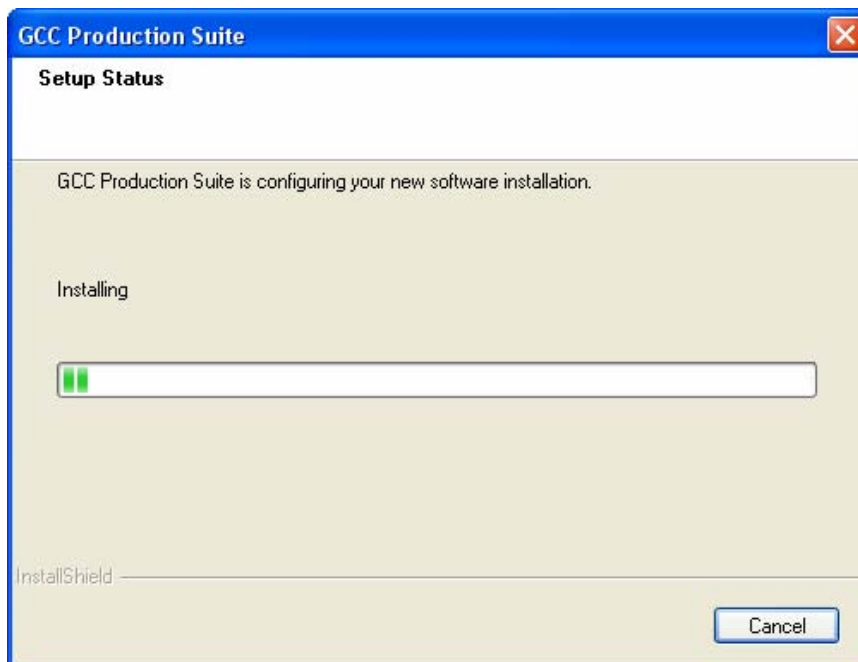 GCC Production Suite
Setup Status
GCC Production Suite is configuring your new software installation.
Installing
InstallShield
Cancel